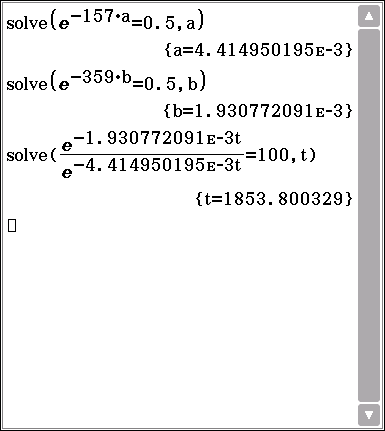 solve(e^-157·a=0.5,a)
{a=4.414950195E-3}
solve(e^-359·b=0.5,b)
{b=1.930772091E-3}
solve(e^-1.930772091E-3t/e^-4.414950195E-3t=100,t)
{t=1853.800329}